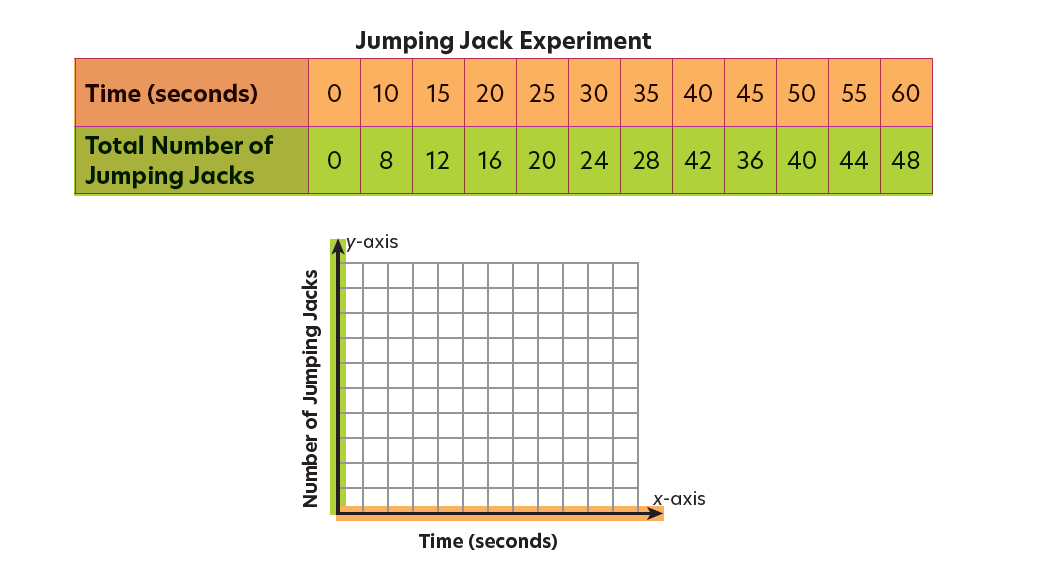 Jumping Jack Experiment
Time (seconds) 0 10 15 20 25 30 35 40 45 50 55 60
Total Number of
Jumping Jacks 0 8 12 16 20 24 28 42 36 40 44 48
y-axis
Number of Jumping Jacks
x-axis
Time (seconds)